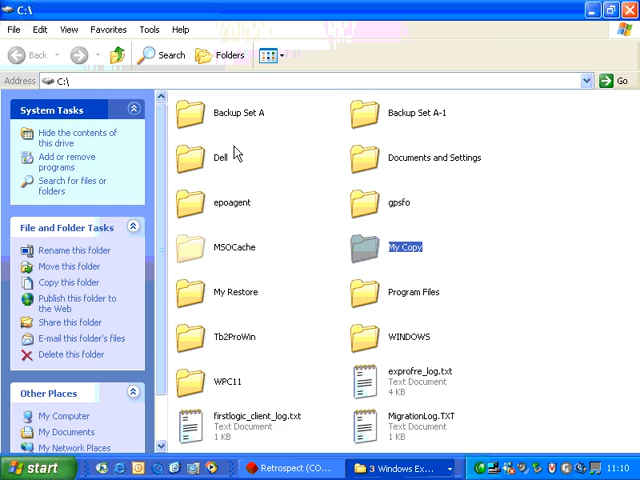 C:\
File Edit View Favorites Tools Help
Back Search Folders
Address C:\ Go
System Tasks
Hide the contents of
this drive
Add or remove
programs
Search for files or
folders
File and Folder Tasks
Rename this folder
Move this folder
Copy this folder
Publish this folder to
the Web
Share this folder
E-mail this folder's files
Delete this folder
Other Places
My Computer
My Documents
My Network Places
Backup Set A
Backup Set A-1
Dell
Documents and Settings
epoagent
gpsfo
MSOCache
My Copy
My Restore
Program Files
Tb2ProWin
WINDOWS
WPC11
exprofre_log.txt
Text Document
4 KB
firstlogic_client_log.txt
Text Document
1 KB
MigrationLog.TXT
Text Document
1 KB
start Retrospect (CO... 3 Windows Ex... 11:10